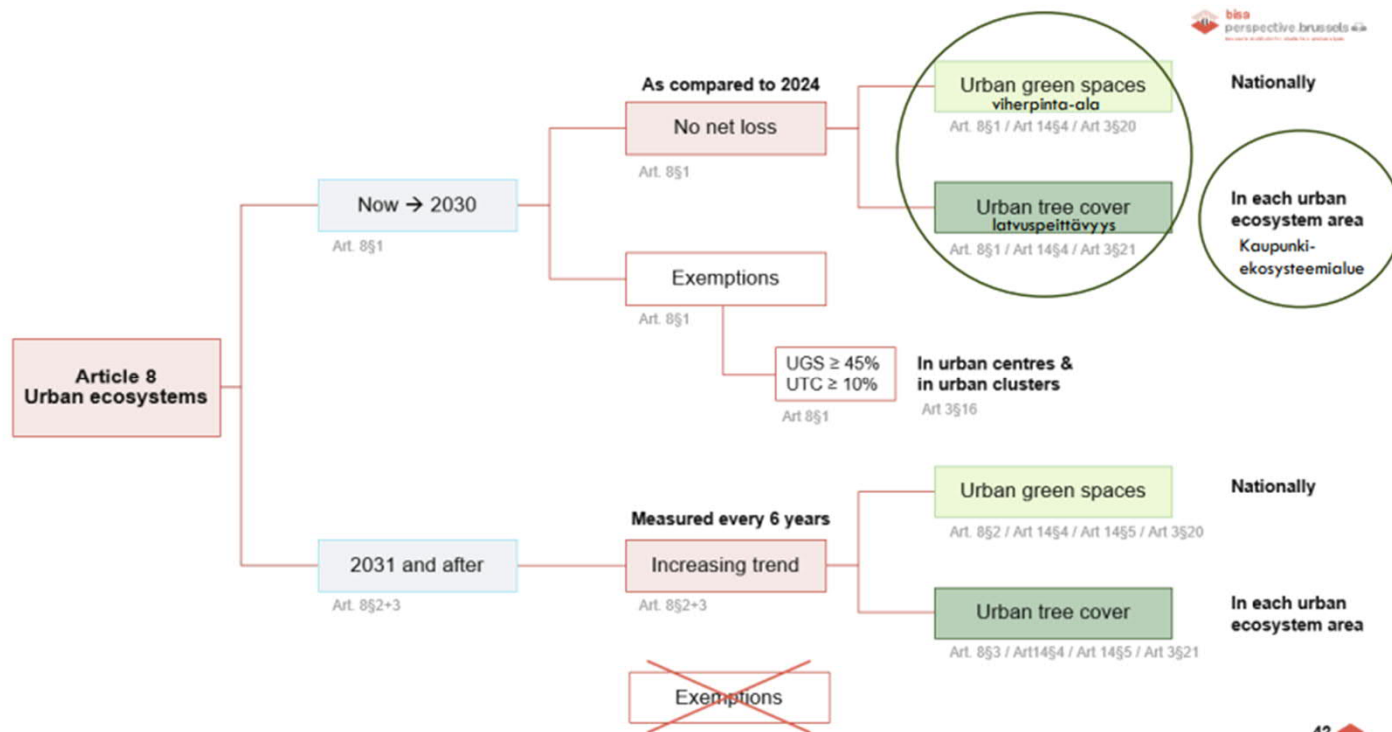 bisa
perspective.brussels
As compared to 2024
No net loss
Art. 8§1
Urban green spaces
viherpinta-ala
Art. 8§1 / Art 14§4 / Art 3§20
Nationally
Urban tree cover
latvuspeittävyys
Art. 8§1 / Art 14§4 / Art 3§21
In each urban
ecosystem area
Kaupunki-
ekosysteemialue
Now → 2030
Art. 8§1
Exemptions
Art. 8§1
UGS ≥ 45%
UTC ≥ 10%
Art 8§1
In urban centres &
in urban clusters
Art 3§16
Article 8
Urban ecosystems
2031 and after
Art. 8§2+3
Measured every 6 years
Increasing trend
Art. 8§2+3
Urban green spaces
Art. 8§2 / Art 14§4 / Art 14§5 / Art 3§20
Nationally
Urban tree cover
Art. 8§3 / Art14§4 / Art 14§5 / Art 3§21
In each urban
ecosystem area
Exemptions